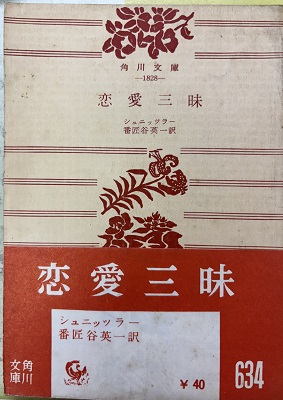 角川文庫
—1828—
恋愛三昧
シュニッツラー
番匠谷英一訳
恋愛三昧
シュニッツラー
番匠谷英一訳
角川文庫
¥ 40
634